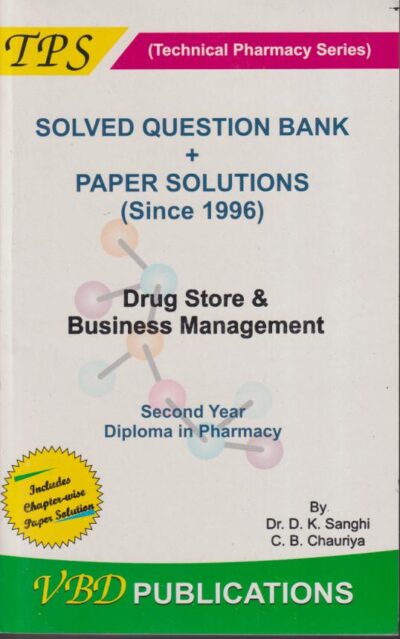 TPS
(Technical Pharmacy Series)
SOLVED QUESTION BANK
+
PAPER SOLUTIONS
(Since 1996)
Drug Store &
Business Management
Second Year
Diploma in Pharmacy
Includes
Chapter-wise
Paper Solution
By
Dr. D. K. Sanghi
C. B. Chauriya
VBD PUBLICATIONS